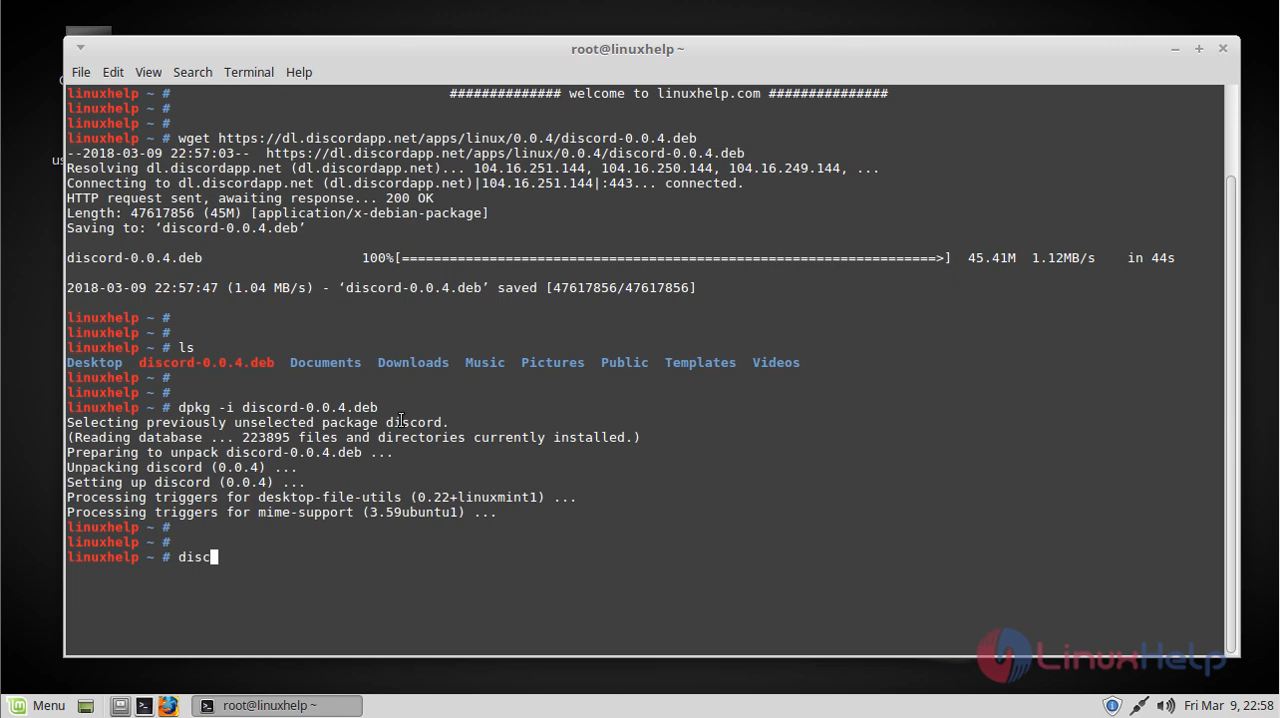 root@linuxhelp ~
File Edit View Search Terminal Help
linuxhelp ~ # ############## welcome to linuxhelp.com ###############
linuxhelp ~ #
linuxhelp ~ #
linuxhelp ~ # wget https://dl.discordapp.net/apps/linux/0.0.4/discord-0.0.4.deb
--2018-03-09 22:57:03-- https://dl.discordapp.net/apps/linux/0.0.4/discord-0.0.4.deb
Resolving dl.discordapp.net (dl.discordapp.net)... 104.16.251.144, 104.16.250.144, 104.16.249.144, ...
Connecting to dl.discordapp.net (dl.discordapp.net)|104.16.251.144|:443... connected.
HTTP request sent, awaiting response... 200 OK
Length: 47617856 (45M) [application/x-debian-package]
Saving to: ‘discord-0.0.4.deb’
discord-0.0.4.deb 100%[===================================================================>] 45.41M 1.12MB/s in 44s
2018-03-09 22:57:47 (1.04 MB/s) - ‘discord-0.0.4.deb’ saved [47617856/47617856]
linuxhelp ~ #
linuxhelp ~ #
linuxhelp ~ # ls
Desktop discord-0.0.4.deb Documents Downloads Music Pictures Public Templates Videos
linuxhelp ~ #
linuxhelp ~ #
linuxhelp ~ # dpkg -i discord-0.0.4.deb
Selecting previously unselected package discord.
(Reading database ... 223895 files and directories currently installed.)
Preparing to unpack discord-0.0.4.deb ...
Unpacking discord (0.0.4) ...
Setting up discord (0.0.4) ...
Processing triggers for desktop-file-utils (0.22+linuxmint1) ...
Processing triggers for mime-support (3.59ubuntu1) ...
linuxhelp ~ #
linuxhelp ~ #
linuxhelp ~ # disc
LinuxHelp
Menu root@linuxhelp ~ Fri Mar 9, 22:58